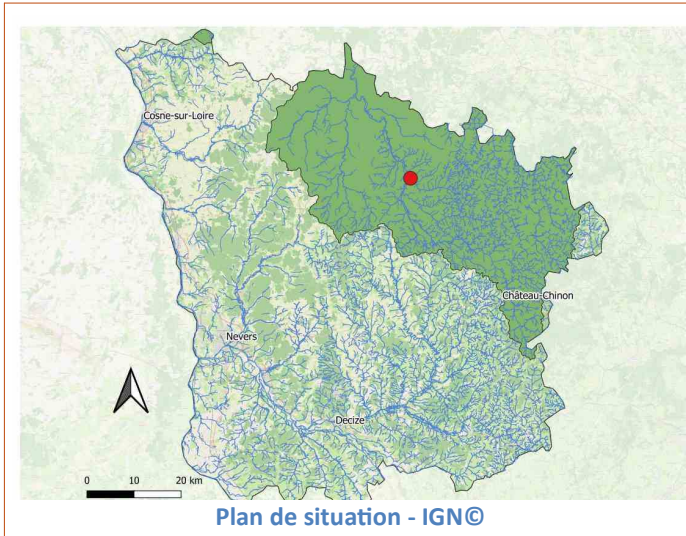 Cosne-sur-Loire
Château-Chinon
Nevers
Decize
0 10 20 km
Plan de situation - IGN©